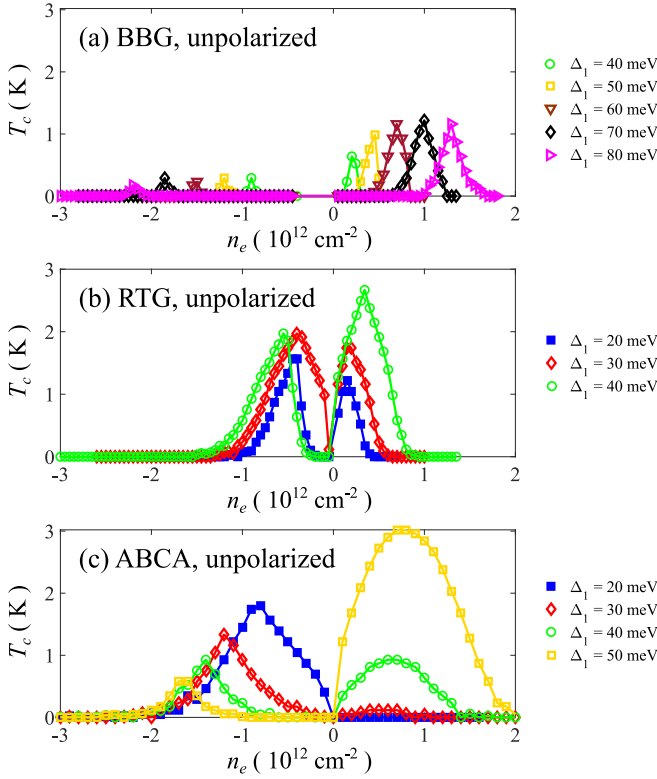 (a) BBG, unpolarized
3
2
1
0
T_c ( K )
-3 -2 -1 0 1 2
n_e ( 10^12 cm^-2 )
Δ_1 = 40 meV
Δ_1 = 50 meV
Δ_1 = 60 meV
Δ_1 = 70 meV
Δ_1 = 80 meV
(b) RTG, unpolarized
3
2
1
0
T_c ( K )
-3 -2 -1 0 1 2
n_e ( 10^12 cm^-2 )
Δ_1 = 20 meV
Δ_1 = 30 meV
Δ_1 = 40 meV
(c) ABCA, unpolarized
3
2
1
0
T_c ( K )
-3 -2 -1 0 1 2
n_e ( 10^12 cm^-2 )
Δ_1 = 20 meV
Δ_1 = 30 meV
Δ_1 = 40 meV
Δ_1 = 50 meV